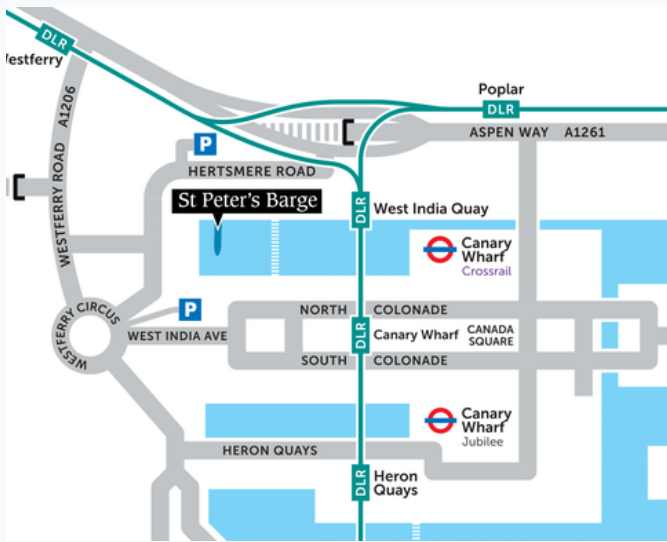 DLR
Westferry
WESTFERRY ROAD A1206
P
HERTSMERE ROAD
St Peter's Barge
Poplar
DLR
ASPEN WAY A1261
DLR
West India Quay
Canary
Wharf
Crossrail
P
WESTFERRY CIRCUS
WEST INDIA AVE
NORTH COLONADE
DLR
Canary Wharf
CANADA
SQUARE
SOUTH COLONADE
Canary
Wharf
Jubilee
HERON QUAYS
DLR
Heron
Quays